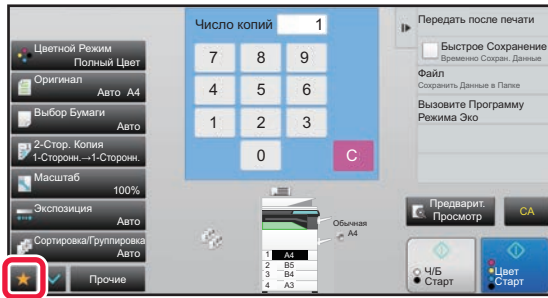 Число копий 1
Передать после печати
Цветной Режим
Полный Цвет
Быстрое Сохранение
Временно Сохран. Данные
7 8 9
Оригинал
Авто A4
Файл
Сохранить Данные в Папке
4 5 6
Выбор Бумаги
Авто
Вызовите Программу
Режима Эко
1 2 3
2-Стор. Копия
1-Сторонн.→1-Сторонн.
0 C
Масштаб
100%
Экспозиция
Авто
Обычная
A4
Предварит.
Просмотр
CA
Сортировка/Группировка
Авто
1 A4
2 B5
3 B4
4 A3
Прочие
Ч/Б
Старт
Цвет
Старт